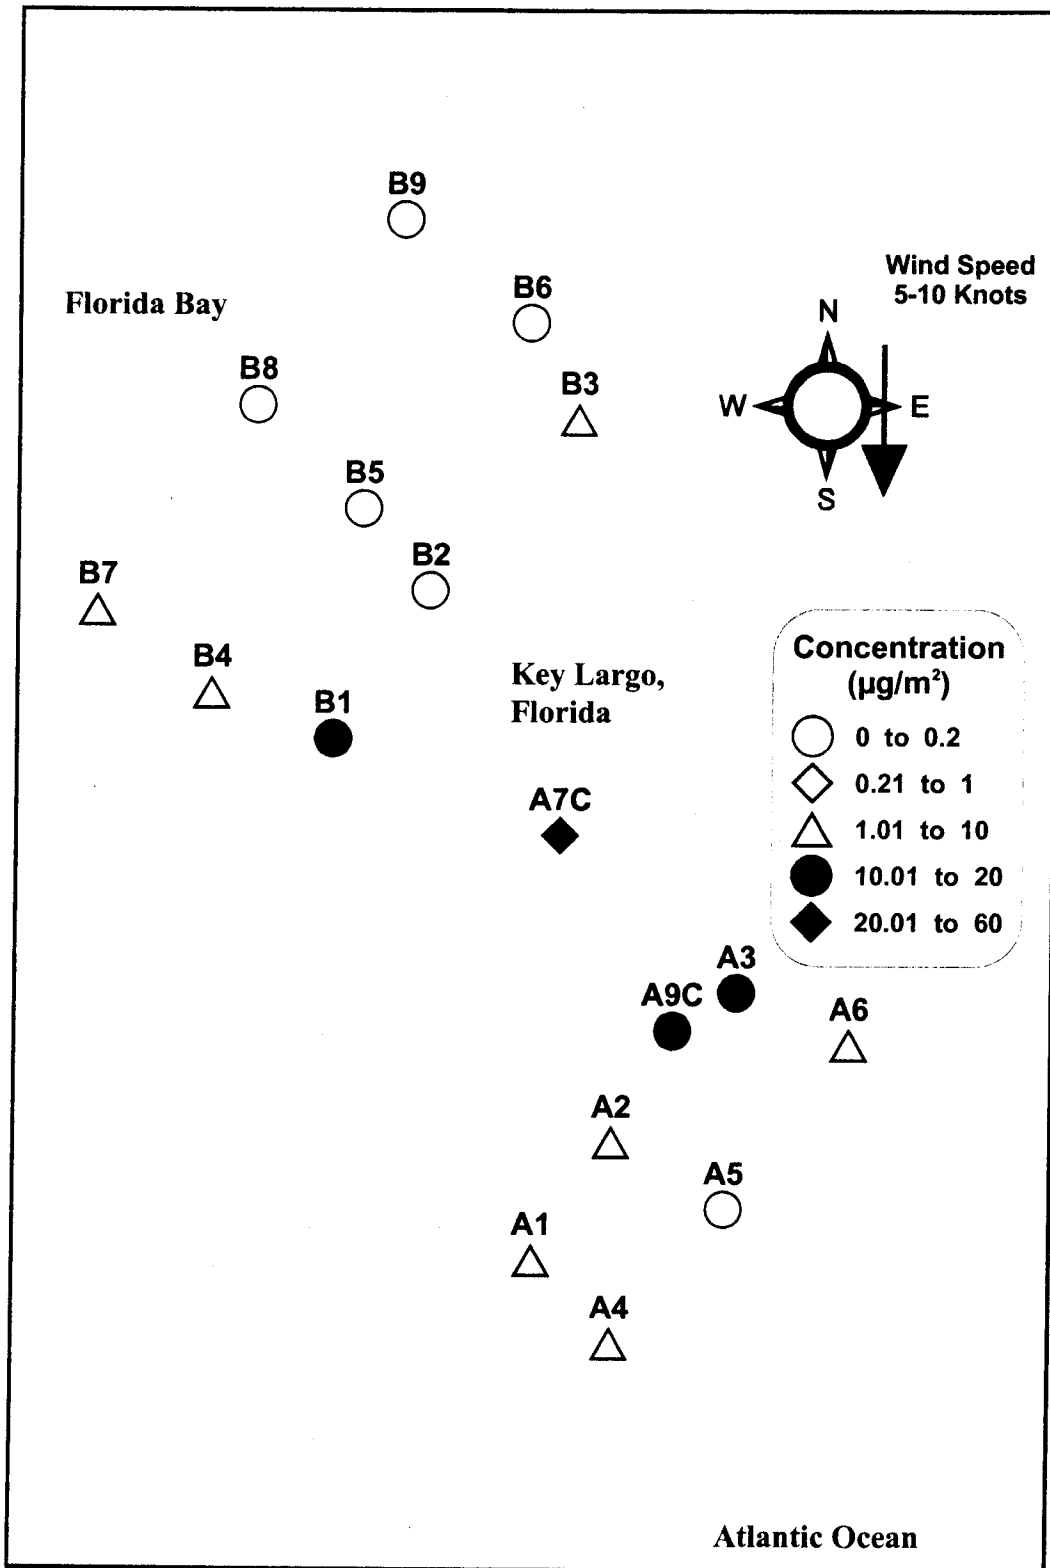 B9
Wind Speed
5-10 Knots
B6
Florida Bay
N
B8
B3
W
E
B5
S
B2
B7
Concentration
(µg/m²)
B4
Key Largo,
Florida
B1
0 to 0.2
0.21 to 1
A7C
1.01 to 10
10.01 to 20
20.01 to 60
A3
A9C
A6
A2
A5
A1
A4
Atlantic Ocean